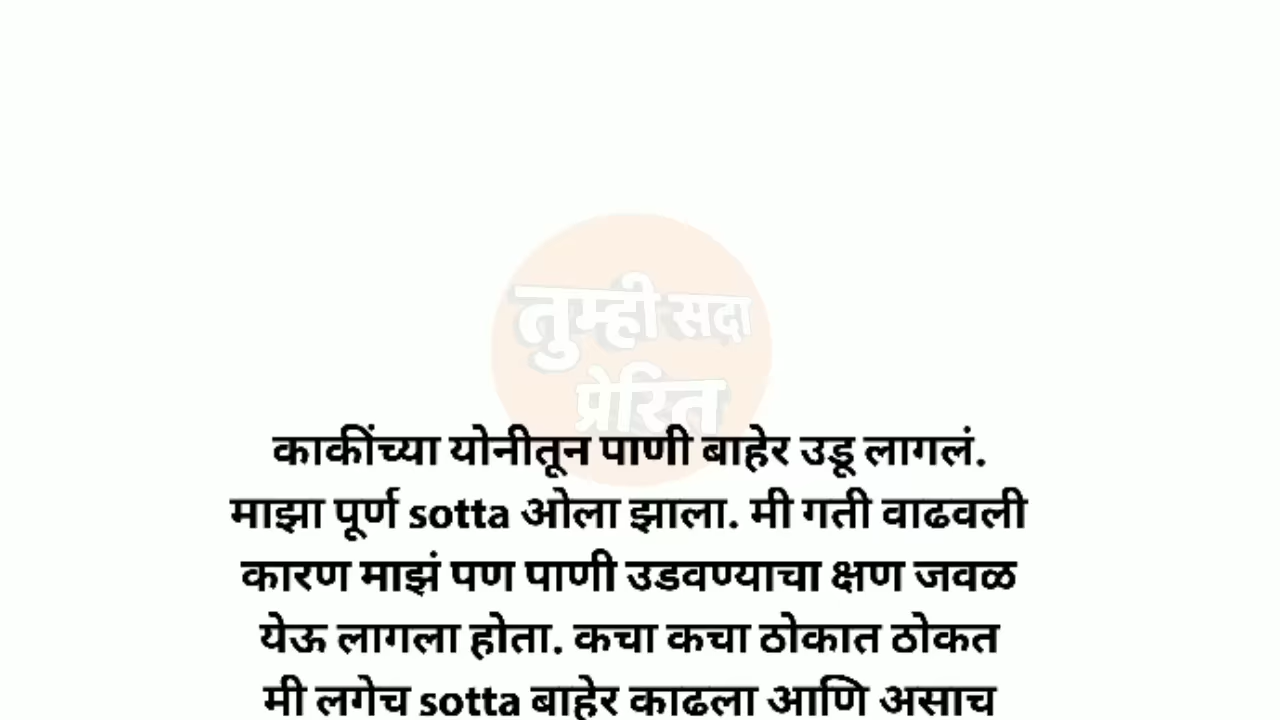 तुम्ही सदा
प्रेरित
काकींच्या योनीतून पाणी बाहेर उडू लागलं.
माझा पूर्ण sotta ओला झाला. मी गती वाढवली
कारण माझं पण पाणी उडवण्याचा क्षण जवळ
येऊ लागला होता. कचा कचा ठोकात ठोकत
मी लगेच sotta बाहेर काढला आणि असाच